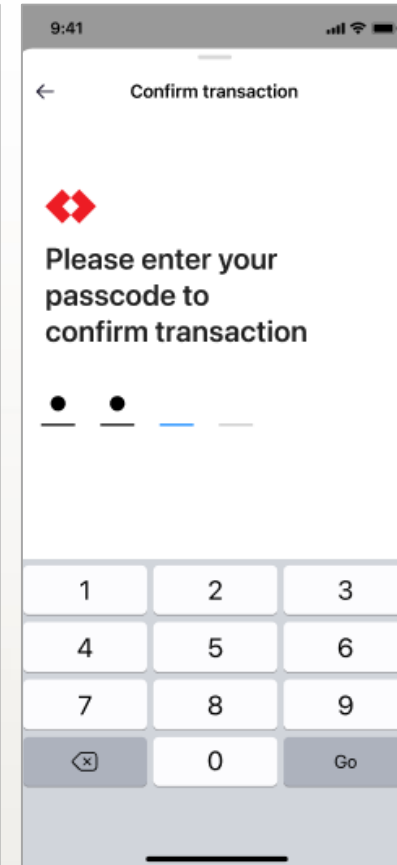 9:41
Confirm transaction
Please enter your
passcode to
confirm transaction
1 2 3
4 5 6
7 8 9
0 Go